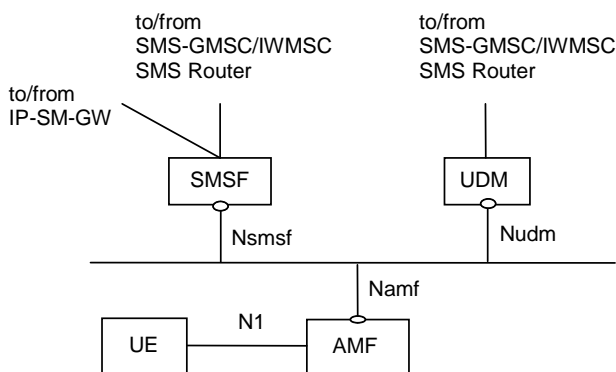 to/from
SMS-GMSC/IWMSC
SMS Router
to/from
SMS-GMSC/IWMSC
SMS Router
to/from
IP-SM-GW
SMSF
UDM
Nsmsf
Nudm
Namf
N1
UE
AMF